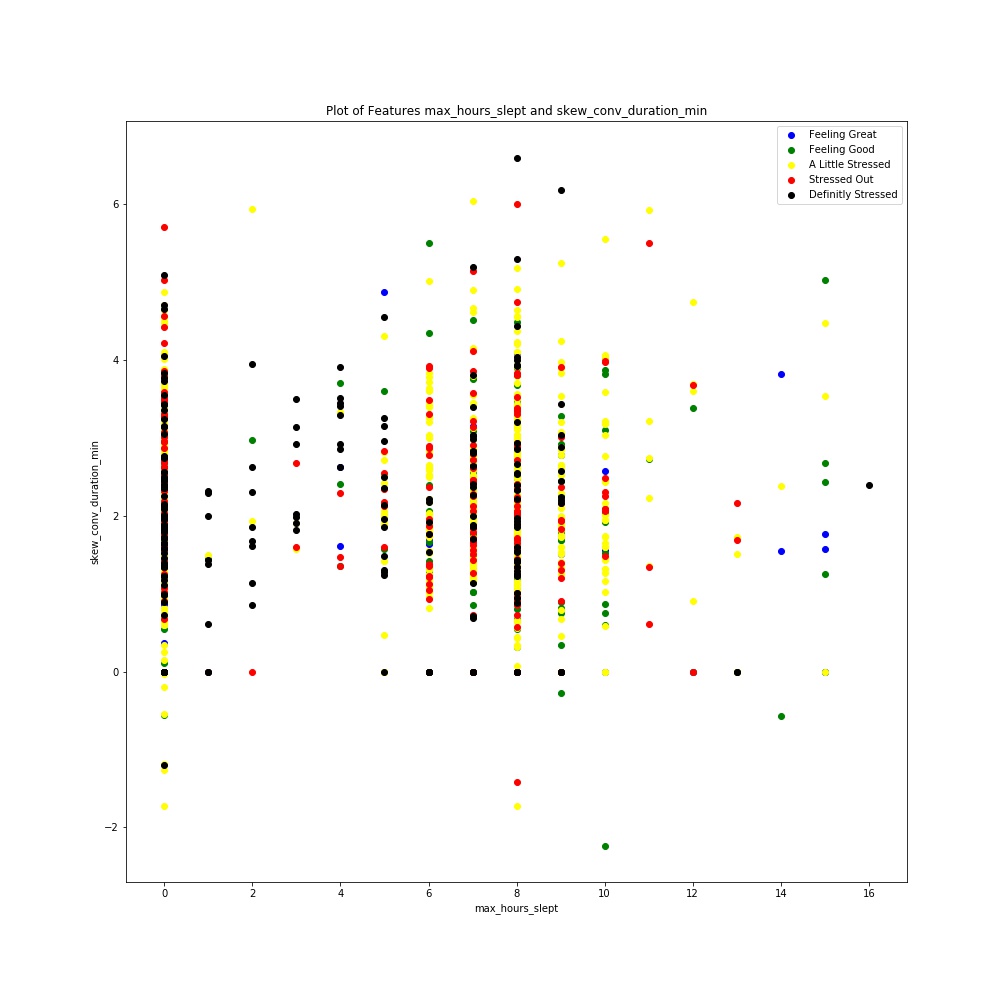 Plot of Features max_hours_slept and skew_conv_duration_min
Feeling Great
Feeling Good
A Little Stressed
Stressed Out
Definitly Stressed
skew_conv_duration_min
6
4
2
0
−2
0 2 4 6 8 10 12 14 16
max_hours_slept